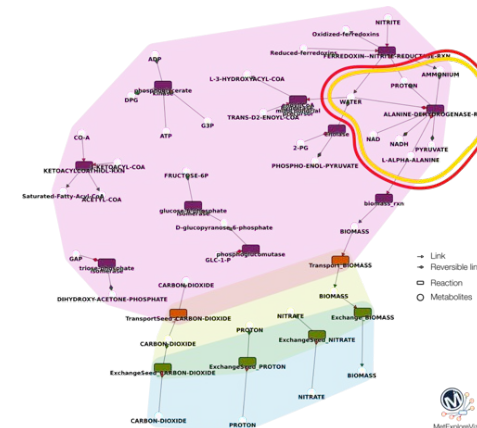 NITRITE
Oxidized-ferredoxins
Reduced-ferredoxins
FERREDOXIN--NITRITE-REDUCTASE-RXN
ADP
AMMONIUM
L-3-HYDROXYACYL-COA
PROTON
WATER
DPG
TRANS-D2-ENOYL-COA
ALANINE-DEHYDROGENASE-R
ATP
G3P
enolase
NAD
CO-A
2-PG
NADH
PYRUVATE
KETOACYL-COA
KETOACYLCOATHIOL-RXN
PHOSPHO-ENOL-PYRUVATE
L-ALPHA-ALANINE
FRUCTOSE-6P
Saturated-Fatty-Acyl-CoA
ACETYL-COA
biomass_rxn
D-glucopyranose-6-phosphate
BIOMASS
phosphoglucomutase
GAP
GLC-1-P
Link
Transport_BIOMASS
Reversible lin
DIHYDROXY-ACETONE-PHOSPHATE
CARBON-DIOXIDE
Reaction
BIOMASS
Metabolites
TransportSeed_CARBON-DIOXIDE
NITRATE
Exchange_BIOMASS
PROTON
CARBON-DIOXIDE
ExchangeSeed_NITRATE
ExchangeSeed_CARBON-DIOXIDE
ExchangeSeed_PROTON
BIOMASS
NITRATE
CARBON-DIOXIDE
PROTON
MetExploreViz